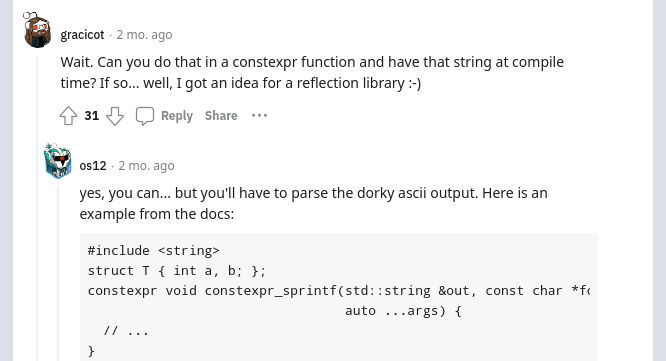 gracicot · 2 mo. ago
Wait. Can you do that in a constexpr function and have that string at compile
time? If so... well, I got an idea for a reflection library :-)
31 Reply Share ···
os12 · 2 mo. ago
yes, you can... but you'll have to parse the dorky ascii output. Here is an
example from the docs:
#include <string>
struct T { int a, b; };
constexpr void constexpr_sprintf(std::string &out, const char
auto ...args) {
// ...
}